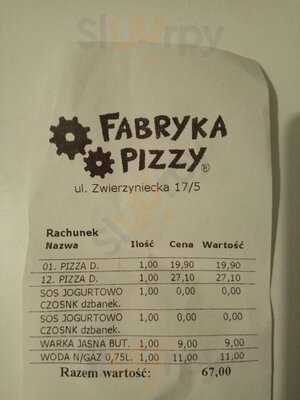 Slurrpy
FABRYKA
PIZZY®
ul. Zwierzyniecka 17/5
Rachunek
Nazwa Ilość Cena Wartość
01. PIZZA D. 1,00 19,90 19,90
12. PIZZA D. 1,00 27,10 27,10
SOS JOGURTOWO 1,00 0,00 0,00
CZOSNK dzbanek.
SOS JOGURTOWO 1,00 0,00 0,00
CZOSNK dzbanek.
WARKA JASNA BUT. 1,00 9,00 9,00
WODA N/GAZ 0,75L. 1,00 11,00 11,00
Razem wartość: 67,00